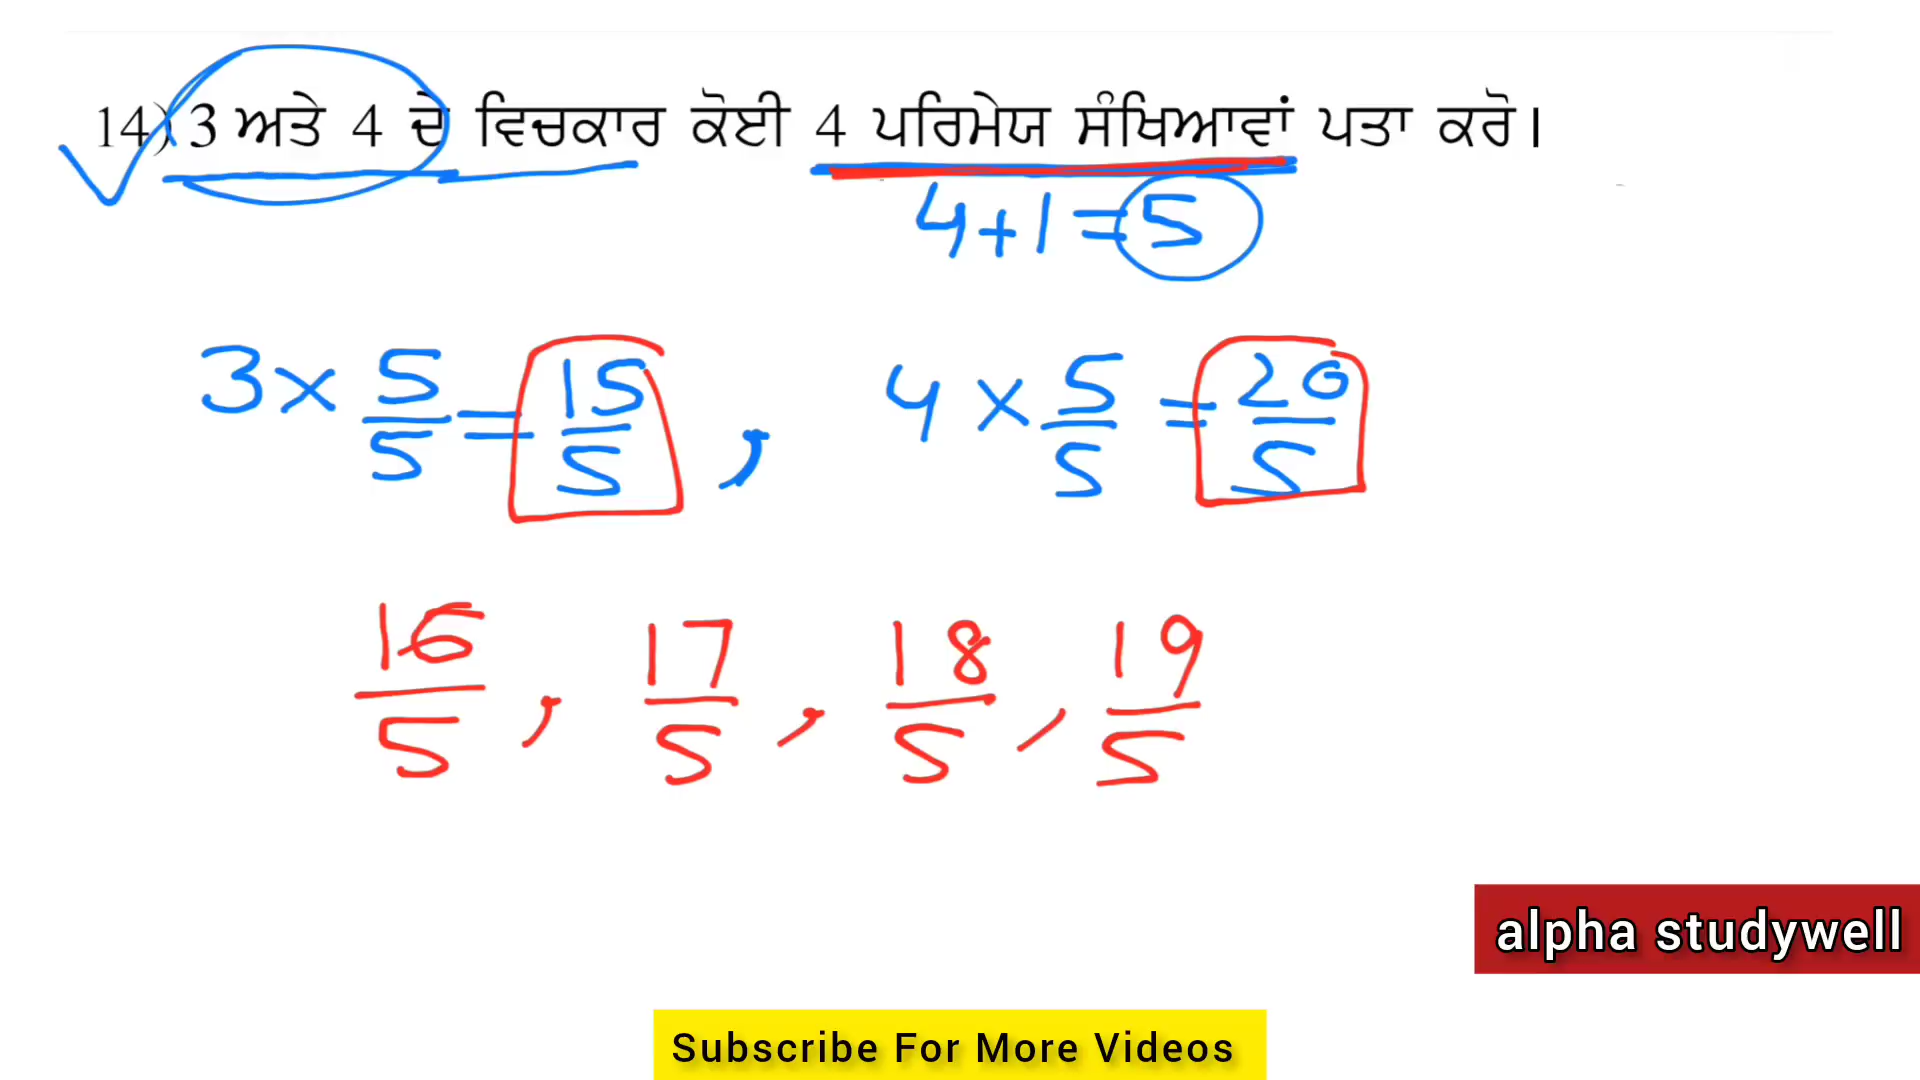 14) 3 ਅਤੇ 4 ਦੇ ਵਿਚਕਾਰ ਕੋਈ 4 ਪਰਿਮੇਯ ਸੰਖਿਆਵਾਂ ਪਤਾ ਕਰੋ।
4+1=5
3 × 5/5 = 15/5 , 4 × 5/5 = 20/5
16/5 , 17/5 , 18/5 , 19/5
alpha studywell
Subscribe For More Videos